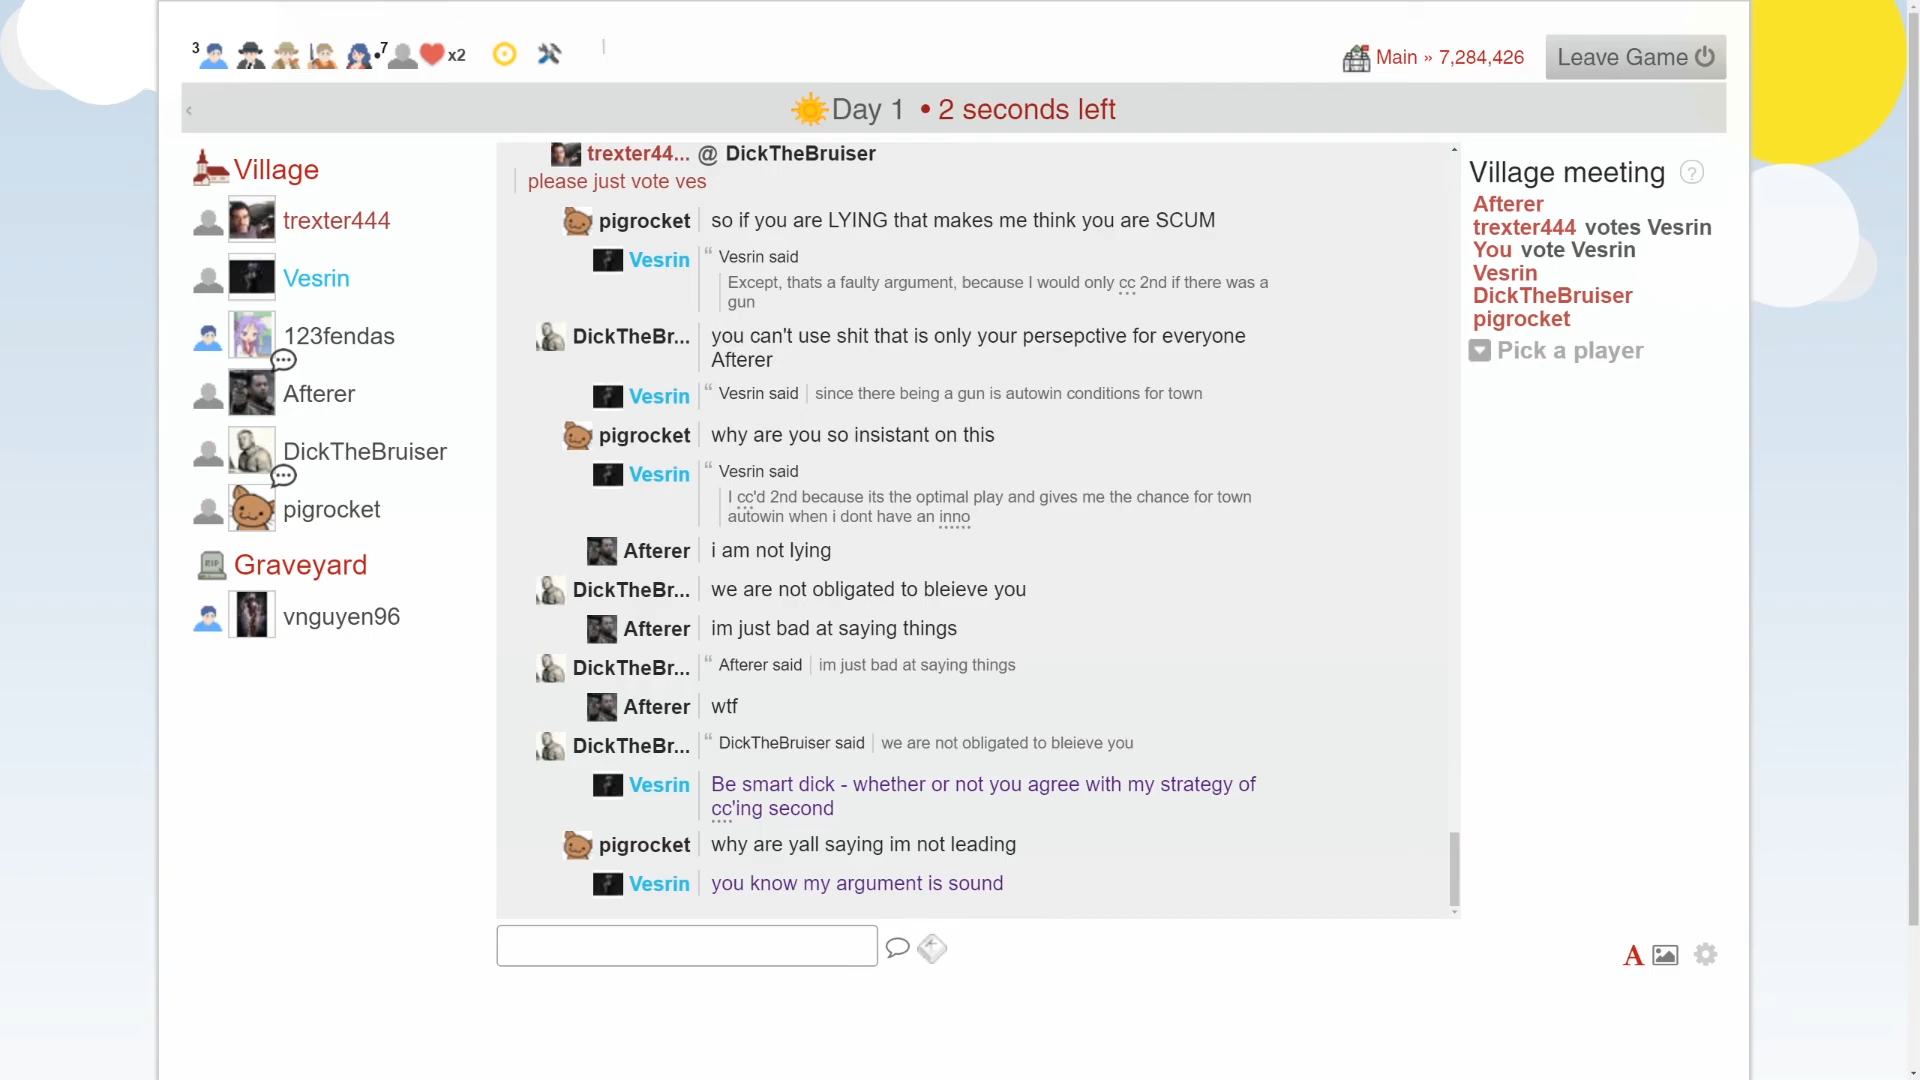 3
7
x2
Main » 7,284,426
Leave Game
Day 1 • 2 seconds left
Village
trexter444
Vesrin
123fendas
Afterer
DickTheBruiser
pigrocket
Graveyard
RIP
vnguyen96
trexter44... @ DickTheBruiser
please just vote ves
pigrocket so if you are LYING that makes me think you are SCUM
Vesrin “ Vesrin said
Except, thats a faulty argument, because I would only cc 2nd if there was a
gun
DickTheBr... you can't use shit that is only your persepctive for everyone
Afterer
Vesrin “ Vesrin said since there being a gun is autowin conditions for town
pigrocket why are you so insistant on this
Vesrin “ Vesrin said
I cc'd 2nd because its the optimal play and gives me the chance for town
autowin when i dont have an inno
Afterer i am not lying
DickTheBr... we are not obligated to bleieve you
Afterer im just bad at saying things
DickTheBr... “ Afterer said im just bad at saying things
Afterer wtf
DickTheBr... “ DickTheBruiser said we are not obligated to bleieve you
Vesrin Be smart dick - whether or not you agree with my strategy of
cc'ing second
pigrocket why are yall saying im not leading
Vesrin you know my argument is sound
Village meeting ?
Afterer
trexter444 votes Vesrin
You vote Vesrin
Vesrin
DickTheBruiser
pigrocket
Pick a player
A